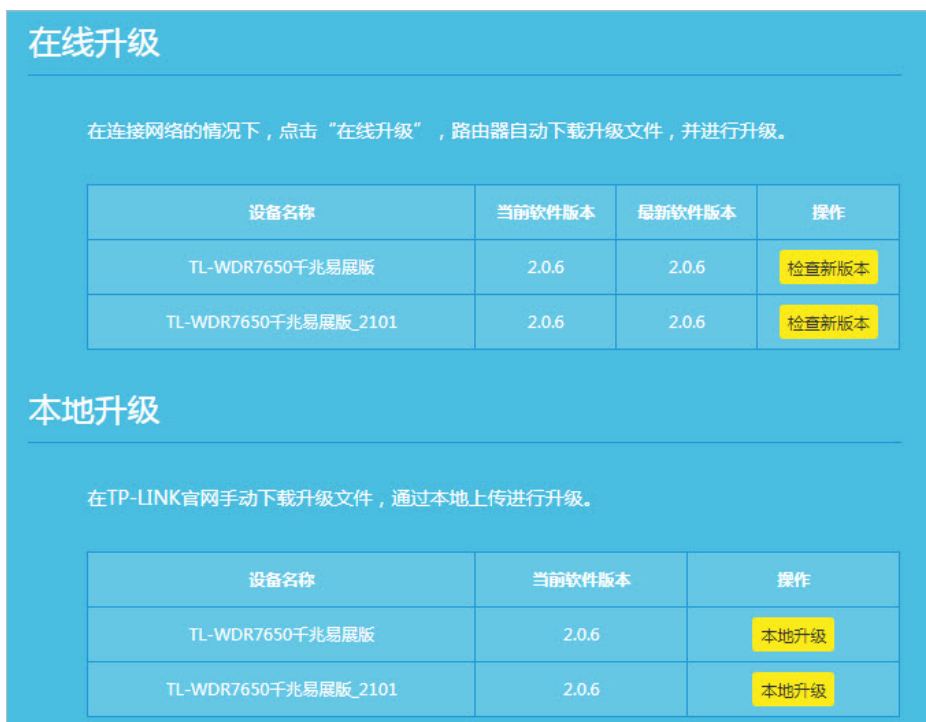 在线升级
在连接网络的情况下，点击“在线升级”，路由器自动下载升级文件，并进行升级。
设备名称 当前软件版本 最新软件版本 操作
TL-WDR7650千兆易展版 2.0.6 2.0.6 检查新版本
TL-WDR7650千兆易展版_2101 2.0.6 2.0.6 检查新版本
本地升级
在TP-LINK官网手动下载升级文件，通过本地上传进行升级。
设备名称 当前软件版本 操作
TL-WDR7650千兆易展版 2.0.6 本地升级
TL-WDR7650千兆易展版_2101 2.0.6 本地升级